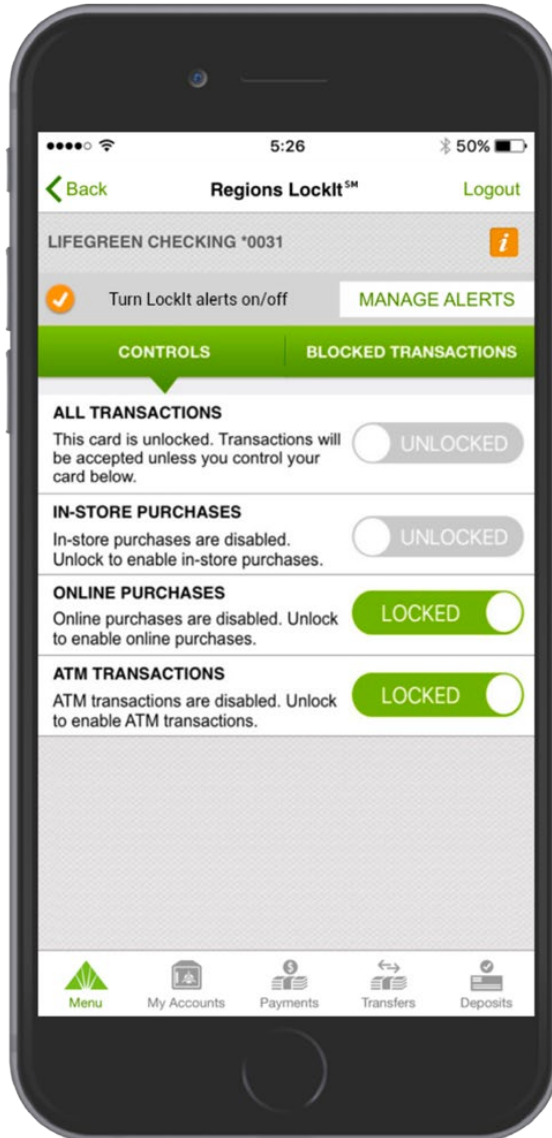 5:26
50%
Back
Regions LockIt℠
Logout
LIFEGREEN CHECKING *0031
i
Turn LockIt alerts on/off
MANAGE ALERTS
CONTROLS
BLOCKED TRANSACTIONS
ALL TRANSACTIONS
This card is unlocked. Transactions will
be accepted unless you control your
card below.
UNLOCKED
IN-STORE PURCHASES
In-store purchases are disabled.
Unlock to enable in-store purchases.
UNLOCKED
ONLINE PURCHASES
Online purchases are disabled. Unlock
to enable online purchases.
LOCKED
ATM TRANSACTIONS
ATM transactions are disabled. Unlock
to enable ATM transactions.
LOCKED
Menu
My Accounts
Payments
Transfers
Deposits